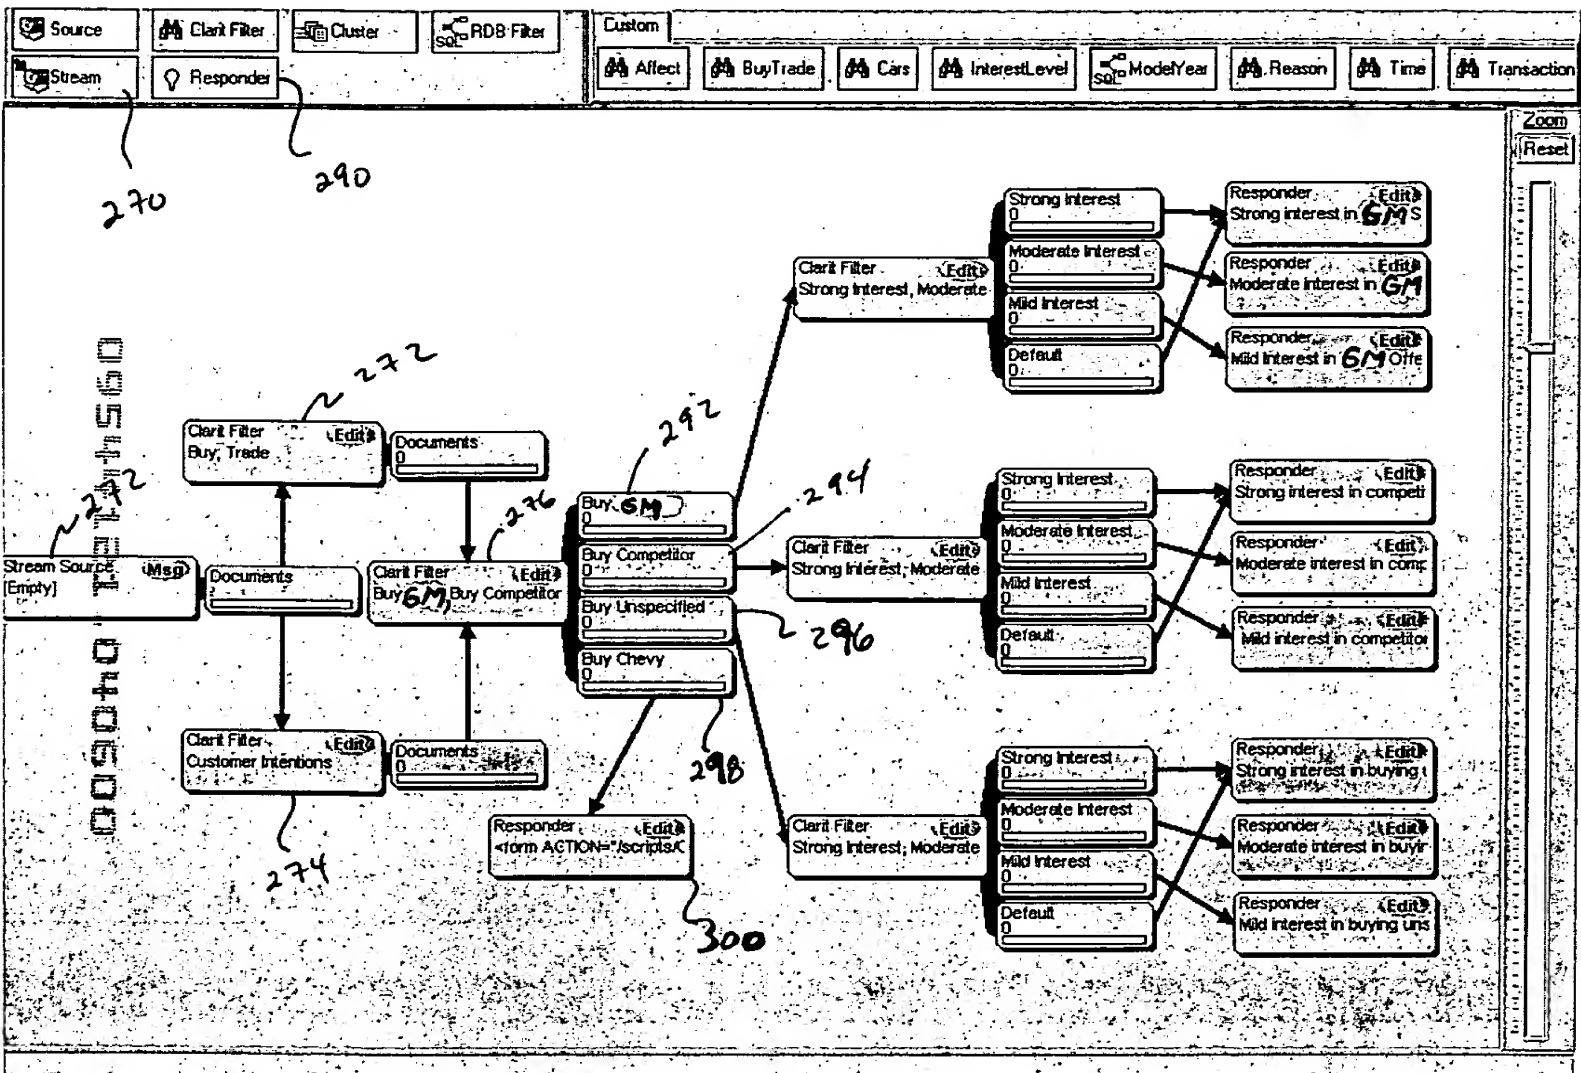 Source
Clarit Filter
Cluster
SQL RDB Filter
Custom
Stream
Responder
Affect
BuyTrade
Cars
InterestLevel
SQL ModelYear
Reason
Time
Transaction
Zoom
Reset
270
290
Strong Interest
0
Moderate Interest
0
Mild Interest
0
Default
0
Responder Edit
Strong interest in GM S
Responder Edit
Moderate interest in GM
Responder Edit
Mild Interest in GM Offe
Clarit Filter Edit
Strong Interest, Moderate
272
Clarit Filter Edit
Buy, Trade
Documents
0
292
272
276
294
Buy GM
0
Buy Competitor
0
Buy Unspecified
0
Buy Chevy
0
Stream Source Msg
[Empty]
Documents
0
Clarit Filter Edit
Buy GM, Buy Competitor
296
Clarit Filter Edit
Strong Interest, Moderate
Strong Interest
0
Moderate Interest
0
Mild Interest
0
Default
0
Responder Edit
Strong interest in competi
Responder Edit
Moderate interest in comp
Responder Edit
Mild interest in competitor
Clarit Filter Edit
Customer Intentions
Documents
0
274
298
Responder Edit
<form ACTION="/scripts/C
300
Clarit Filter Edit
Strong Interest, Moderate
Strong Interest
0
Moderate Interest
0
Mild Interest
0
Default
0
Responder Edit
Strong interest in buying u
Responder Edit
Moderate interest in buyin
Responder Edit
Mild interest in buying uns